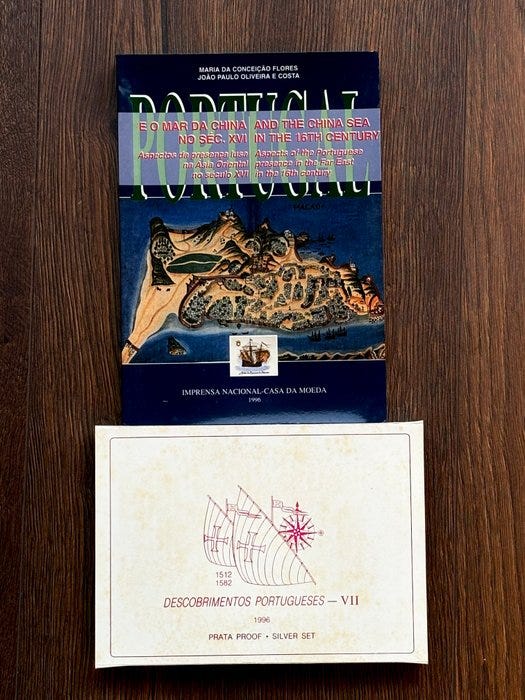 MARIA DA CONCEIÇÃO FLORES
JOÃO PAULO OLIVEIRA E COSTA
PORTUGAL
E O MAR DA CHINA
NO SÉC. XVI
Aspectos da presença lusa
na Ásia Oriental
no século XVI
AND THE CHINA SEA
IN THE 16TH CENTURY
Aspects of the Portuguese
presence in the Far East
in the 16th century
MACAO
IMPRENSA NACIONAL-CASA DA MOEDA
1996
1512
1582
DESCOBRIMENTOS PORTUGUESES — VII
1996
PRATA PROOF • SILVER SET